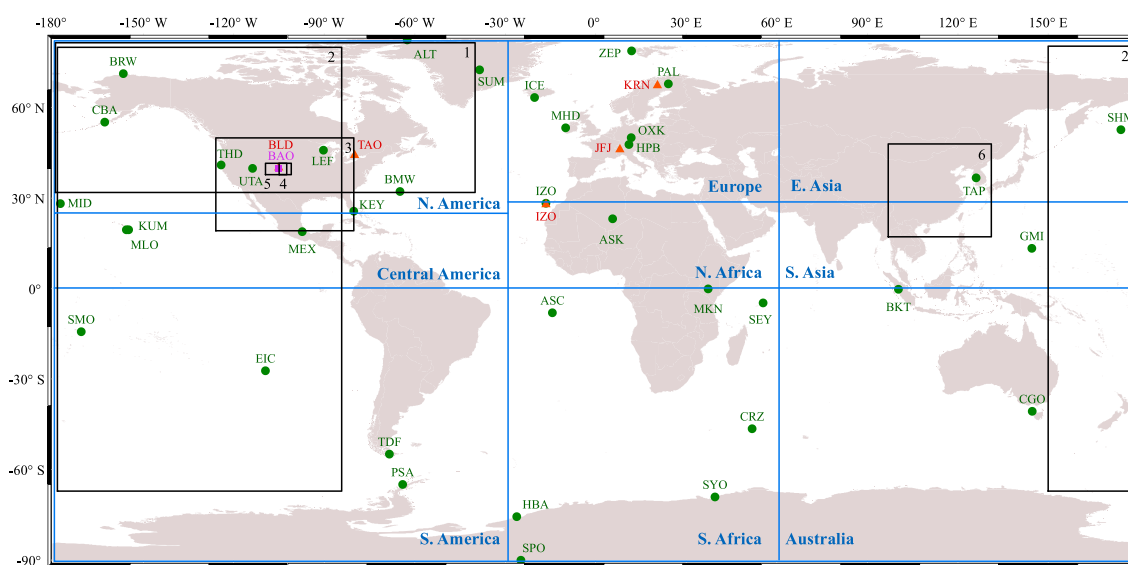 -180° W -150° W -120° W -90° W -60° W -30° W 0° E 30° E 60° E 90° E 120° E 150° E
ZEP
2
1
ALT
2
BRW
SUM
PAL
KRN
ICE
CBA
60° N
MHD
SHM
OXK
BLD
TAO
JFJ
HPB
THD
BAO
LEF
3
6
UTA
5 4
BMW
IZO
Europe
E. Asia
TAP
30° N
MID
N. America
KEY
IZO
KUM
MLO
MEX
ASK
GMI
Central America
N. Africa
S. Asia
0°
ASC
MKN
SEY
BKT
SMO
EIC
-30° S
CGO
CRZ
TDF
-60° S
PSA
SYO
HBA
S. America
S. Africa
Australia
SPO
-90° S